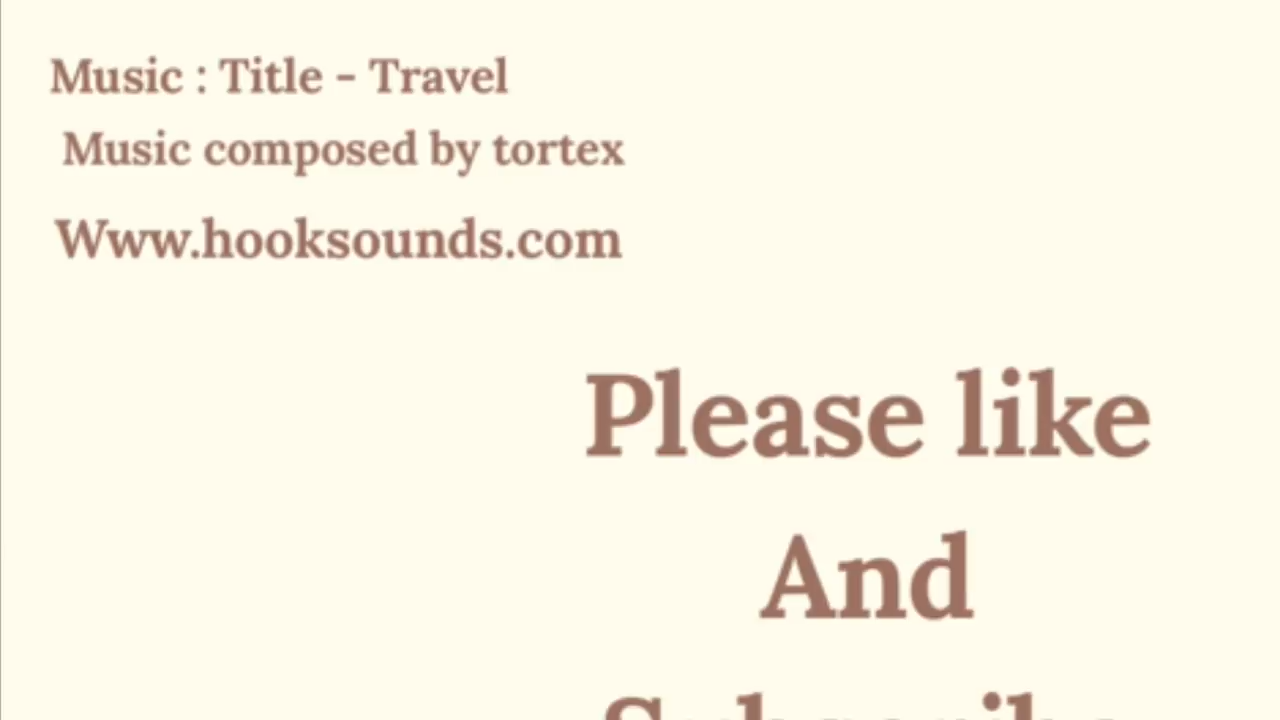 Music : Title - Travel
Music composed by tortex
Www.hooksounds.com
Please like
And